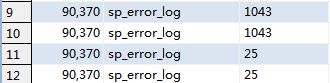 9 90,370 sp_error_log 1043
10 90,370 sp_error_log 1043
11 90,370 sp_error_log 25
12 90,370 sp_error_log 25